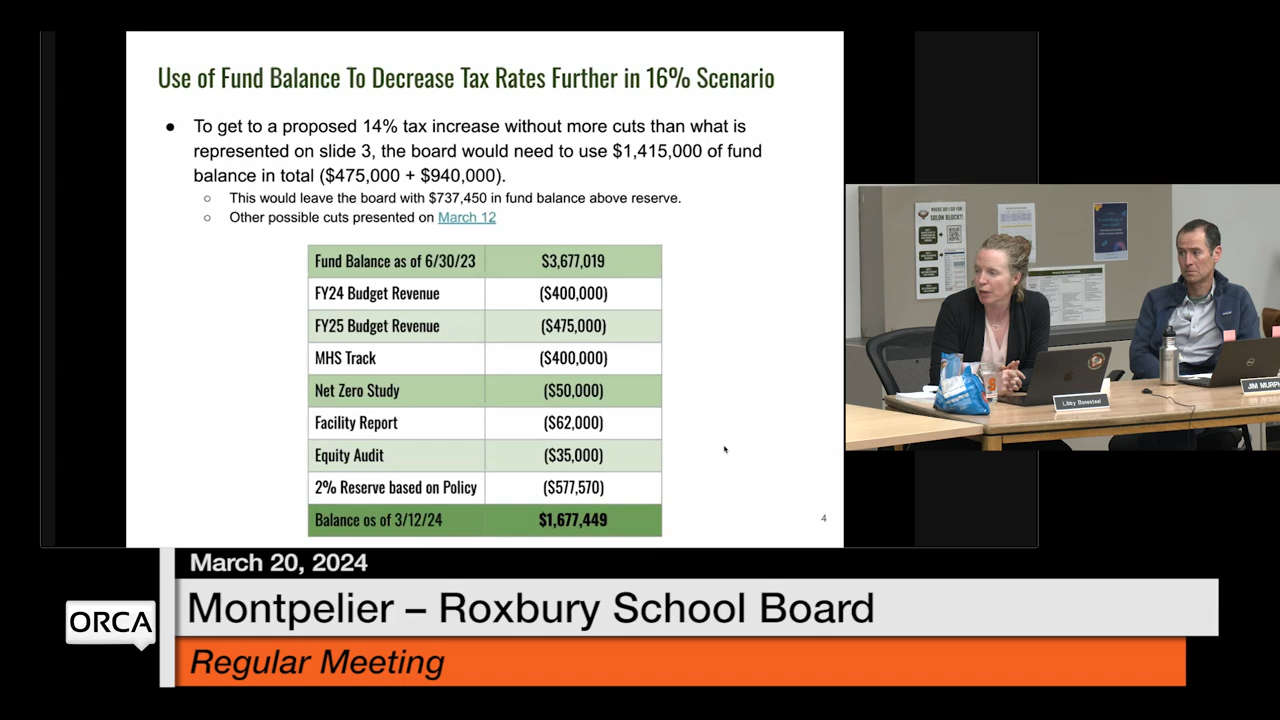 Use of Fund Balance To Decrease Tax Rates Further in 16% Scenario
● To get to a proposed 14% tax increase without more cuts than what is
represented on slide 3, the board would need to use $1,415,000 of fund
balance in total ($475,000 + $940,000).
○ This would leave the board with $737,450 in fund balance above reserve.
○ Other possible cuts presented on March 12
Fund Balance as of 6/30/23 $3,677,019
FY24 Budget Revenue ($400,000)
FY25 Budget Revenue ($475,000)
MHS Track ($400,000)
Net Zero Study ($50,000)
Facility Report ($62,000)
Equity Audit ($35,000)
2% Reserve based on Policy ($577,570)
Balance as of 3/12/24 $1,677,449
4
SOLON BLOCK?!
Libby Bonesteel
JIM MURPH
March 20, 2024
ORCA
Montpelier – Roxbury School Board
Regular Meeting